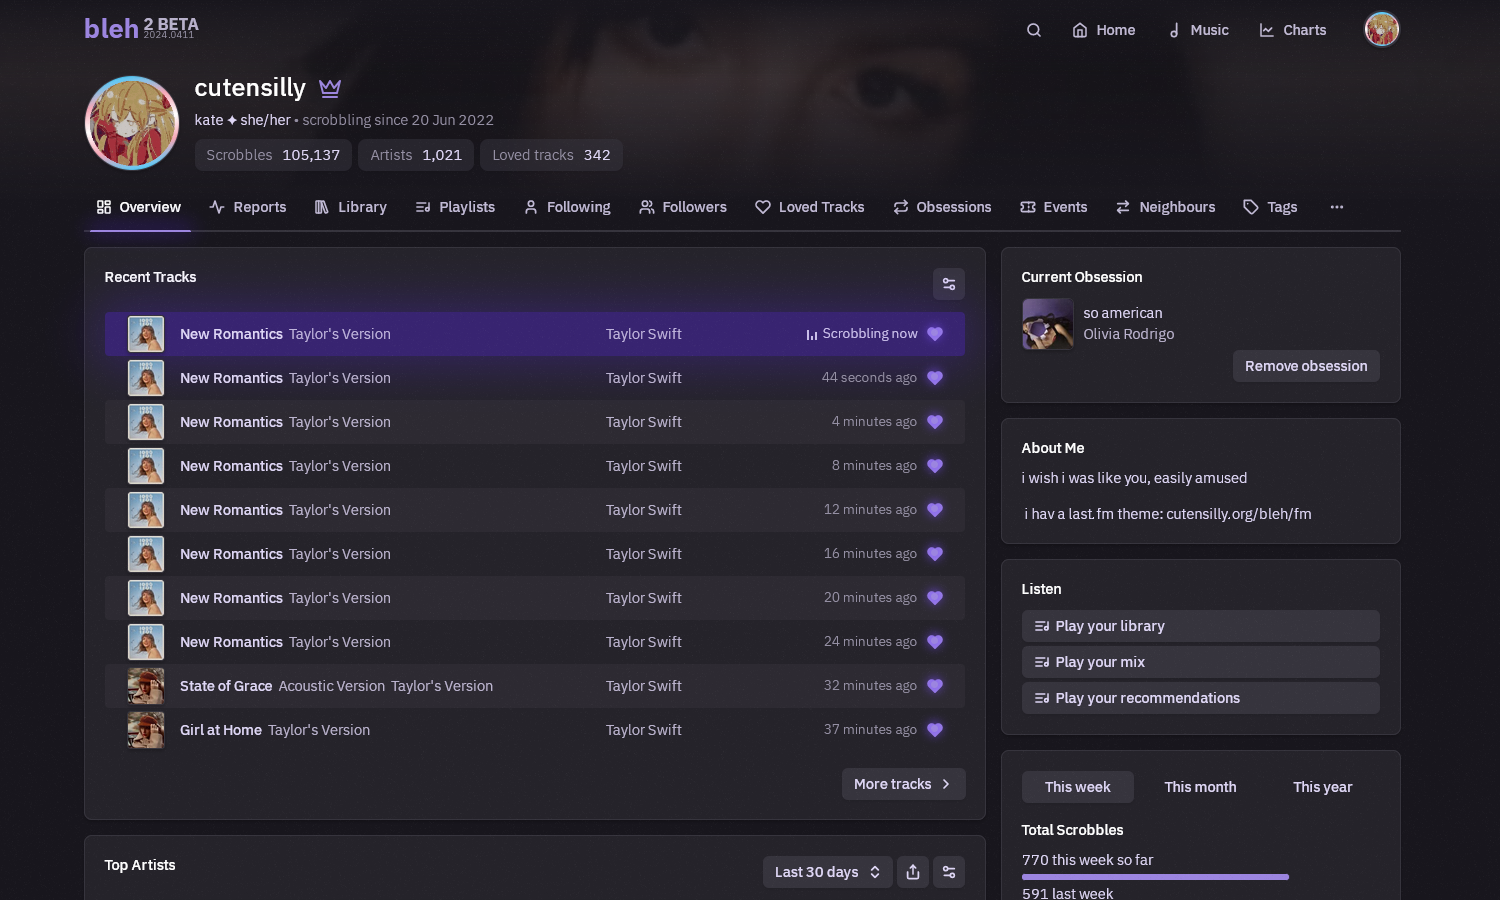 bleh 2 BETA
2024.0411
Home
Music
Charts
cutensilly
kate ✦ she/her • scrobbling since 20 Jun 2022
Scrobbles 105,137
Artists 1,021
Loved tracks 342
Overview
Reports
Library
Playlists
Following
Followers
Loved Tracks
Obsessions
Events
Neighbours
Tags
Recent Tracks
New Romantics Taylor's Version Taylor Swift Scrobbling now
New Romantics Taylor's Version Taylor Swift 44 seconds ago
New Romantics Taylor's Version Taylor Swift 4 minutes ago
New Romantics Taylor's Version Taylor Swift 8 minutes ago
New Romantics Taylor's Version Taylor Swift 12 minutes ago
New Romantics Taylor's Version Taylor Swift 16 minutes ago
New Romantics Taylor's Version Taylor Swift 20 minutes ago
New Romantics Taylor's Version Taylor Swift 24 minutes ago
State of Grace Acoustic Version Taylor's Version Taylor Swift 32 minutes ago
Girl at Home Taylor's Version Taylor Swift 37 minutes ago
More tracks
Top Artists
Last 30 days
Current Obsession
so american
Olivia Rodrigo
Remove obsession
About Me
i wish i was like you, easily amused
i hav a last.fm theme: cutensilly.org/bleh/fm
Listen
Play your library
Play your mix
Play your recommendations
This week
This month
This year
Total Scrobbles
770 this week so far
591 last week